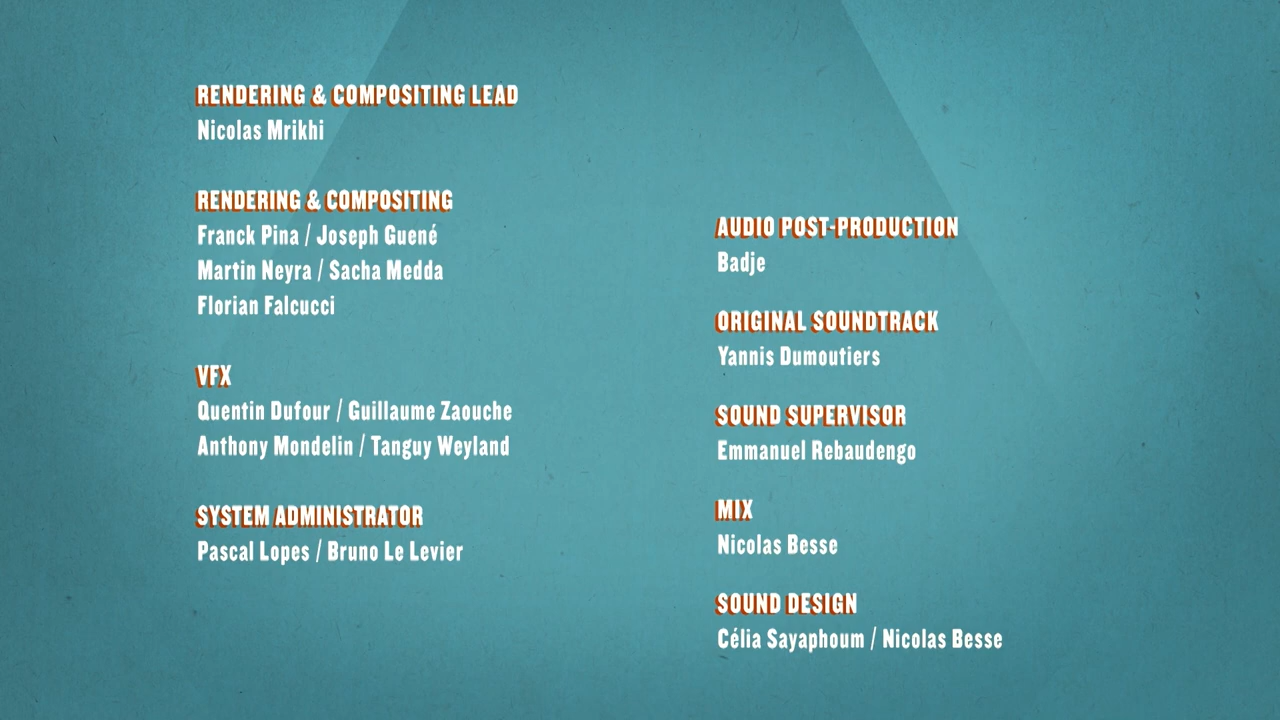 RENDERING & COMPOSITING LEAD
Nicolas Mrikhi
RENDERING & COMPOSITING
Franck Pina / Joseph Guené
Martin Neyra / Sacha Medda
Florian Falcucci
VFX
Quentin Dufour / Guillaume Zaouche
Anthony Mondelin / Tanguy Weyland
SYSTEM ADMINISTRATOR
Pascal Lopes / Bruno Le Levier
AUDIO POST-PRODUCTION
Badje
ORIGINAL SOUNDTRACK
Yannis Dumoutiers
SOUND SUPERVISOR
Emmanuel Rebaudengo
MIX
Nicolas Besse
SOUND DESIGN
Célia Sayaphoum / Nicolas Besse